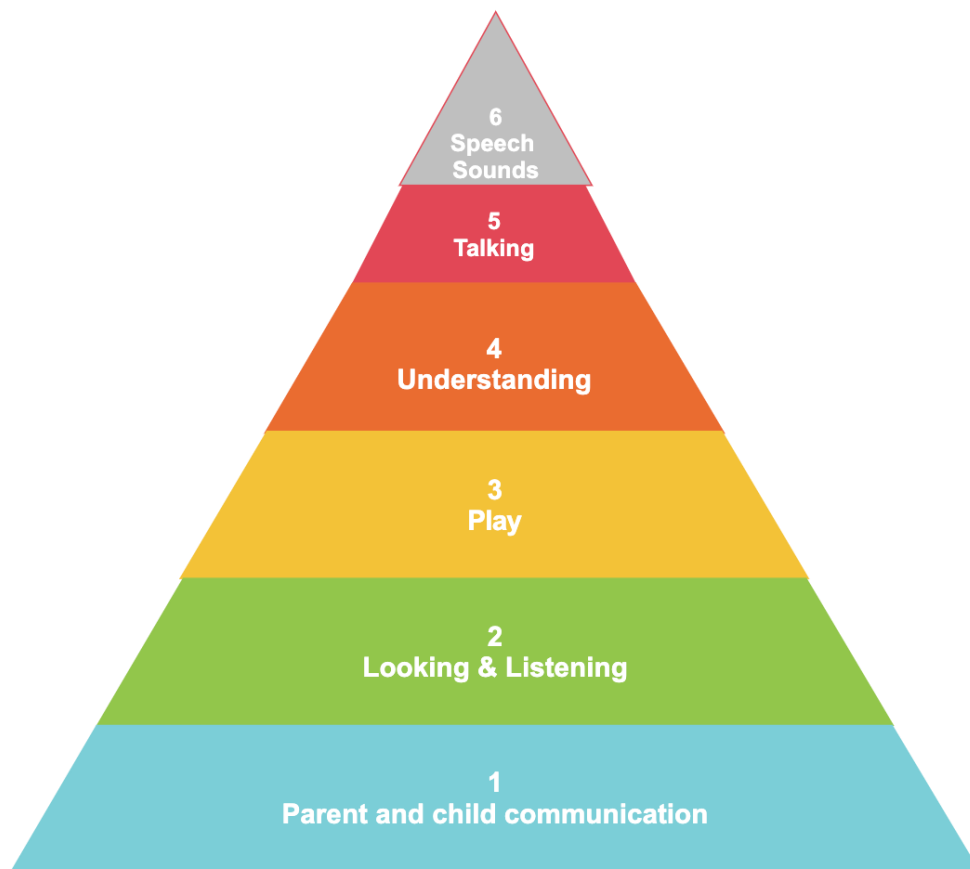 6
Speech
Sounds
5
Talking
4
Understanding
3
Play
2
Looking & Listening
1
Parent and child communication